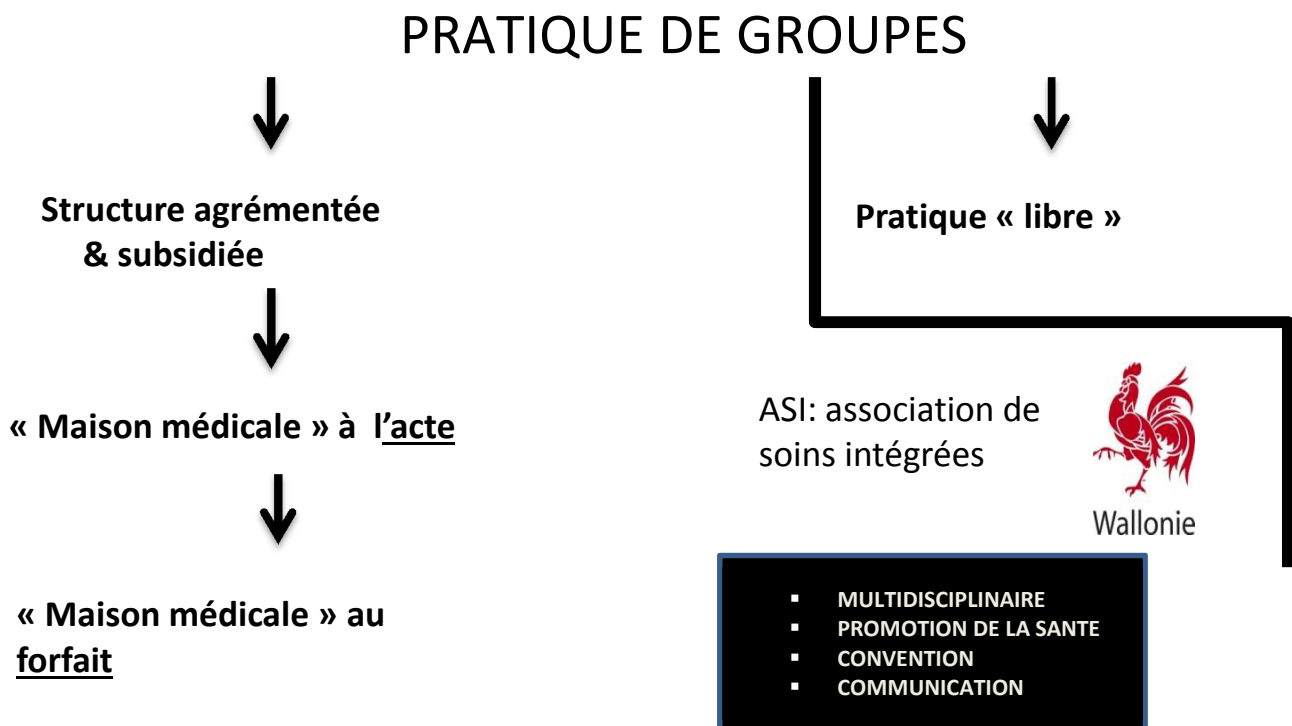 PRATIQUE DE GROUPES
Structure agrémentée
& subsidiée
« Maison médicale » à l’acte
« Maison médicale » au
forfait
Pratique « libre »
ASI: association de
soins intégrées
Wallonie
▪ MULTIDISCIPLINAIRE
▪ PROMOTION DE LA SANTE
▪ CONVENTION
▪ COMMUNICATION